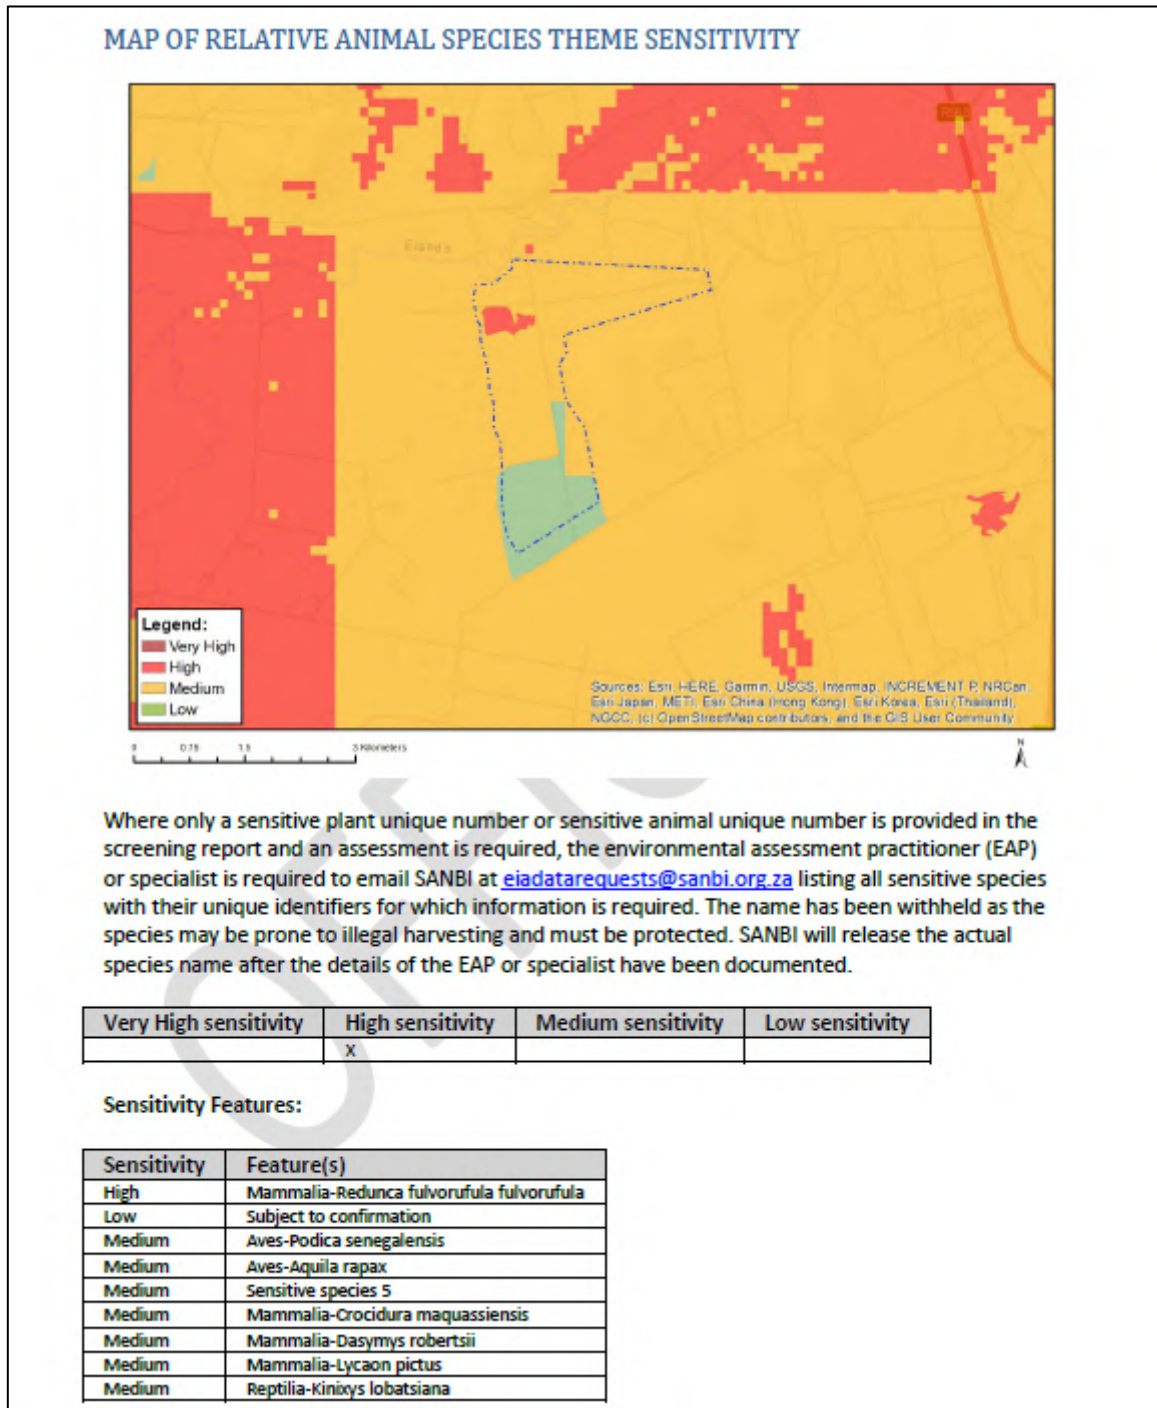 MAP OF RELATIVE ANIMAL SPECIES THEME SENSITIVITY
Elands
Legend:
Very High
High
Medium
Low
Sources: Esri, HERE, Garmin, USGS, Intermap, INCREMENT P, NRCan,
Esri Japan, METI, Esri China (Hong Kong), Esri Korea, Esri (Thailand),
NGCC, (c) OpenStreetMap contributors, and the GIS User Community
0 0.75 1.5 3 Kilometers
N
Where only a sensitive plant unique number or sensitive animal unique number is provided in the
screening report and an assessment is required, the environmental assessment practitioner (EAP)
or specialist is required to email SANBI at eiadatarequests@sanbi.org.za listing all sensitive species
with their unique identifiers for which information is required. The name has been withheld as the
species may be prone to illegal harvesting and must be protected. SANBI will release the actual
species name after the details of the EAP or specialist have been documented.
Very High sensitivity High sensitivity Medium sensitivity Low sensitivity
x
Sensitivity Features:
Sensitivity Feature(s)
High Mammalia-Redunca fulvorufula fulvorufula
Low Subject to confirmation
Medium Aves-Podica senegalensis
Medium Aves-Aquila rapax
Medium Sensitive species 5
Medium Mammalia-Crocidura maquassiensis
Medium Mammalia-Dasymys robertsii
Medium Mammalia-Lycaon pictus
Medium Reptilia-Kinixys lobatsiana